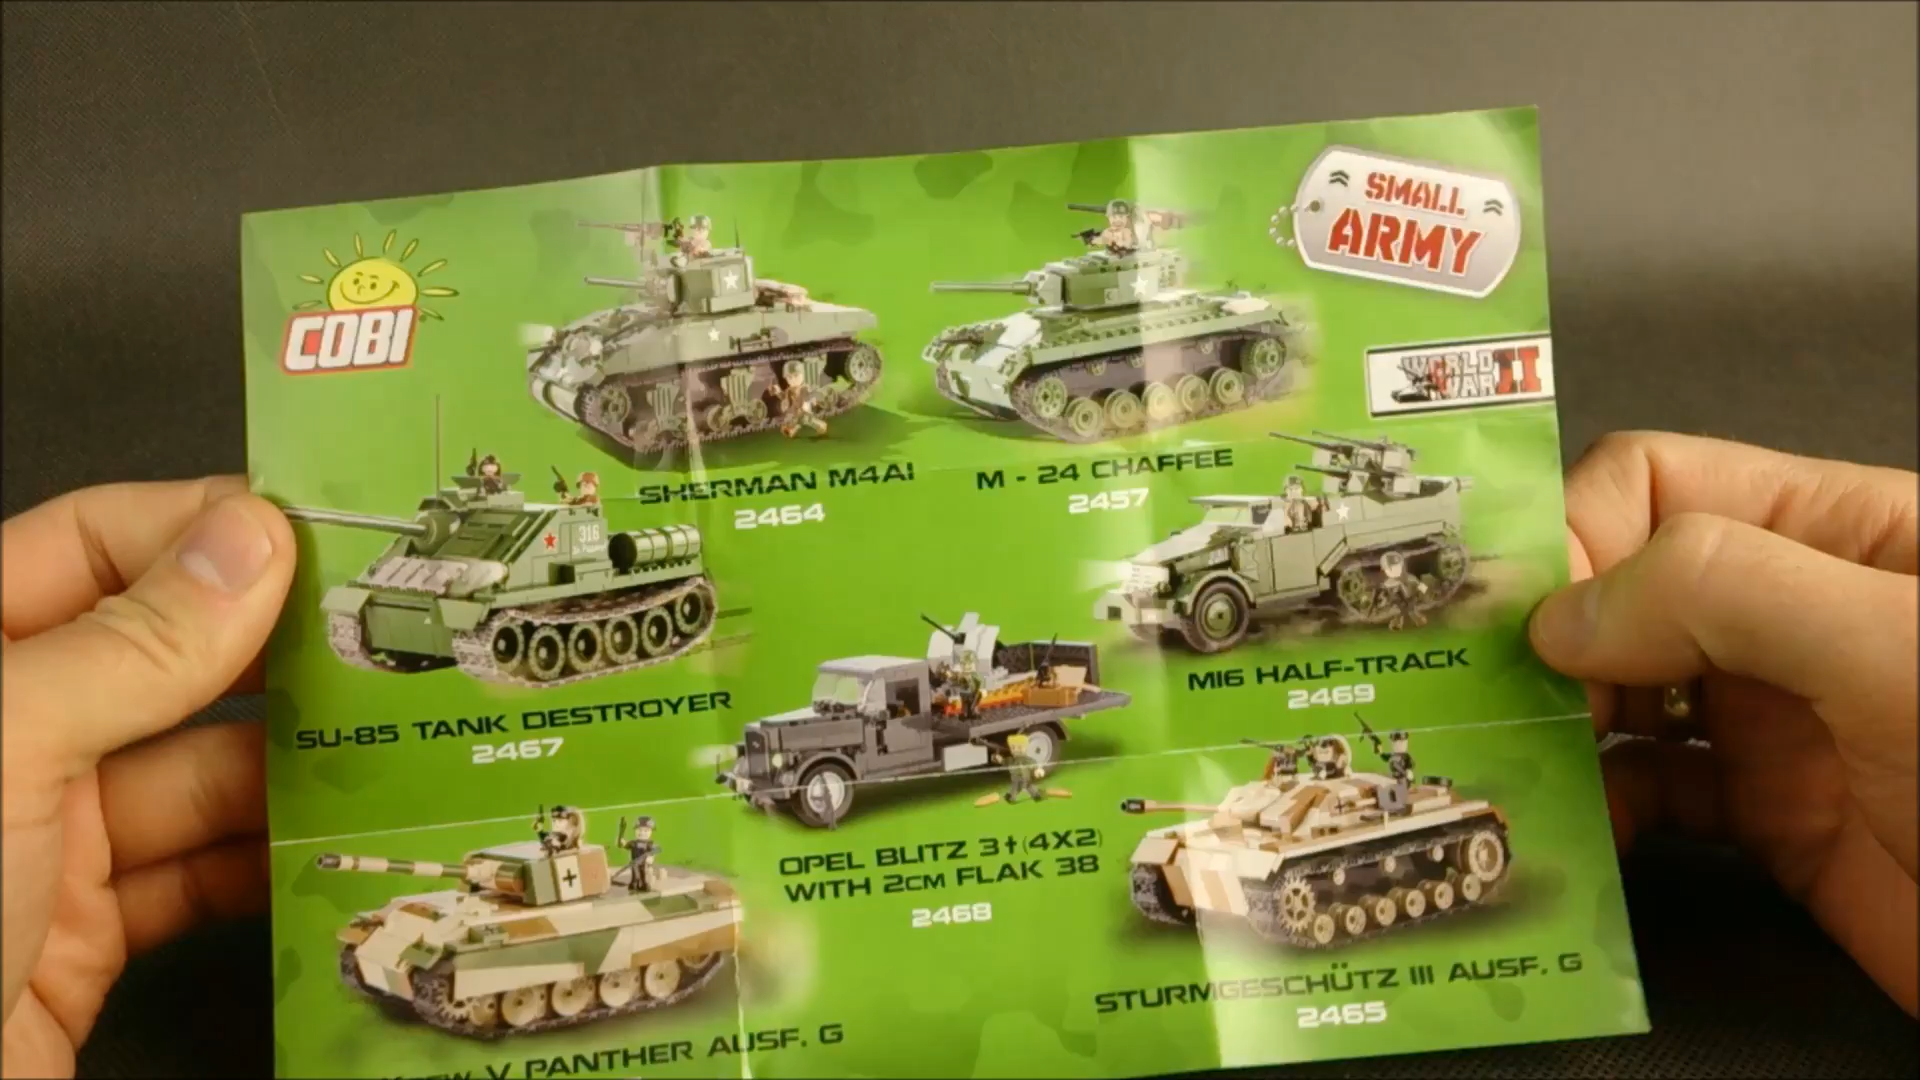 COBI
SMALL
ARMY
WORLD
WAR II
SHERMAN M4A1
2464
M - 24 CHAFFEE
2457
316
SU-85 TANK DESTROYER
2467
M16 HALF-TRACK
2469
OPEL BLITZ 3t (4X2)
WITH 2CM FLAK 38
2468
STURMGESCHÜTZ III AUSF. G
2465
V PANTHER AUSF. G